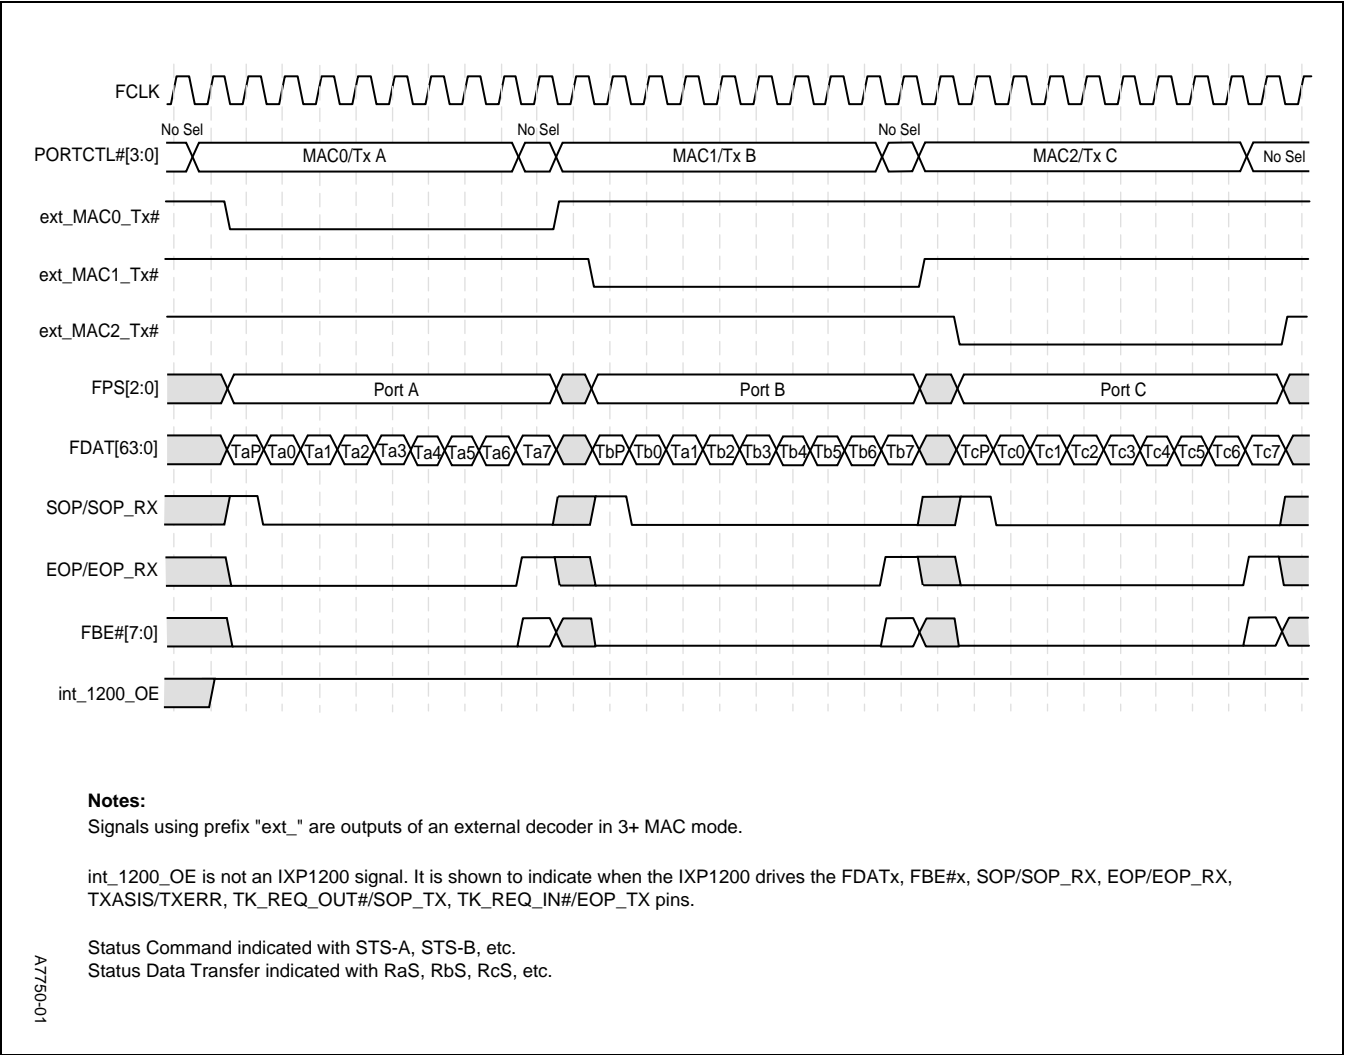 FCLK
No Sel No Sel No Sel
PORTCTL#[3:0] MAC0/Tx A MAC1/Tx B MAC2/Tx C No Sel
ext_MAC0_Tx#
ext_MAC1_Tx#
ext_MAC2_Tx#
FPS[2:0] Port A Port B Port C
FDAT[63:0] TaP Ta0 Ta1 Ta2 Ta3 Ta4 Ta5 Ta6 Ta7 TbP Tb0 Ta1 Tb2 Tb3 Tb4 Tb5 Tb6 Tb7 TcP Tc0 Tc1 Tc2 Tc3 Tc4 Tc5 Tc6 Tc7
SOP/SOP_RX
EOP/EOP_RX
FBE#[7:0]
int_1200_OE
Notes:
Signals using prefix "ext_" are outputs of an external decoder in 3+ MAC mode.
int_1200_OE is not an IXP1200 signal. It is shown to indicate when the IXP1200 drives the FDATx, FBE#x, SOP/SOP_RX, EOP/EOP_RX,
TXASIS/TXERR, TK_REQ_OUT#/SOP_TX, TK_REQ_IN#/EOP_TX pins.
Status Command indicated with STS-A, STS-B, etc.
Status Data Transfer indicated with RaS, RbS, RcS, etc.
A7750-01